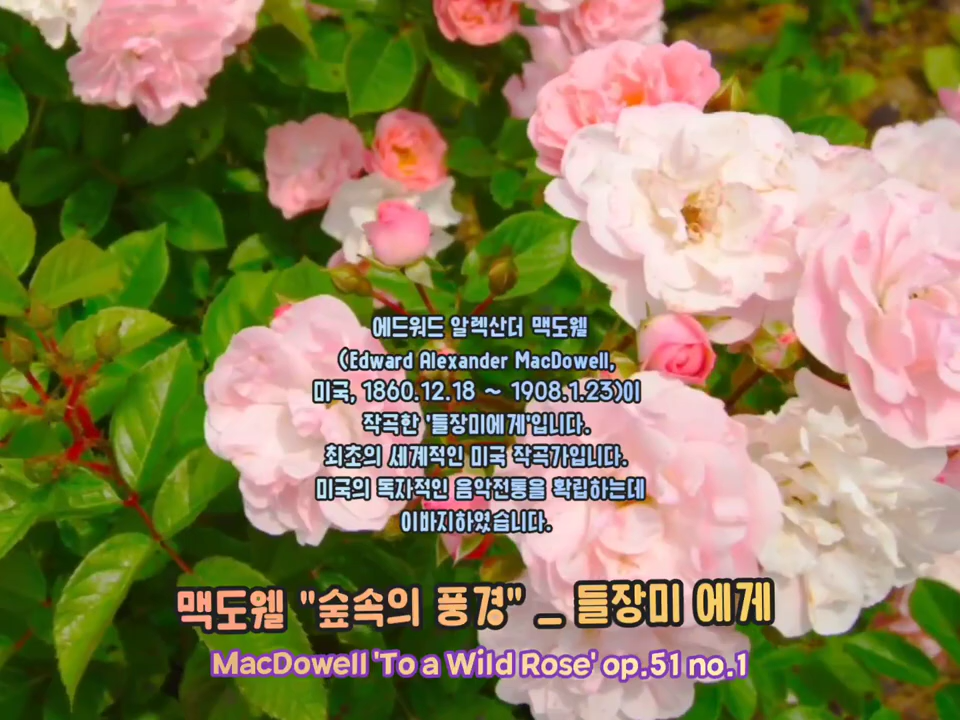 에드워드 알렉산더 맥도웰
(Edward Alexander MacDowell,
미국, 1860.12.18 ~ 1908.1.23)이
작곡한 '들장미에게'입니다.
최초의 세계적인 미국 작곡가입니다.
미국의 독자적인 음악전통을 확립하는데
이바지하였습니다.
맥도웰 "숲속의 풍경" _ 들장미 에게
MacDowell 'To a Wild Rose' op.51 no.1